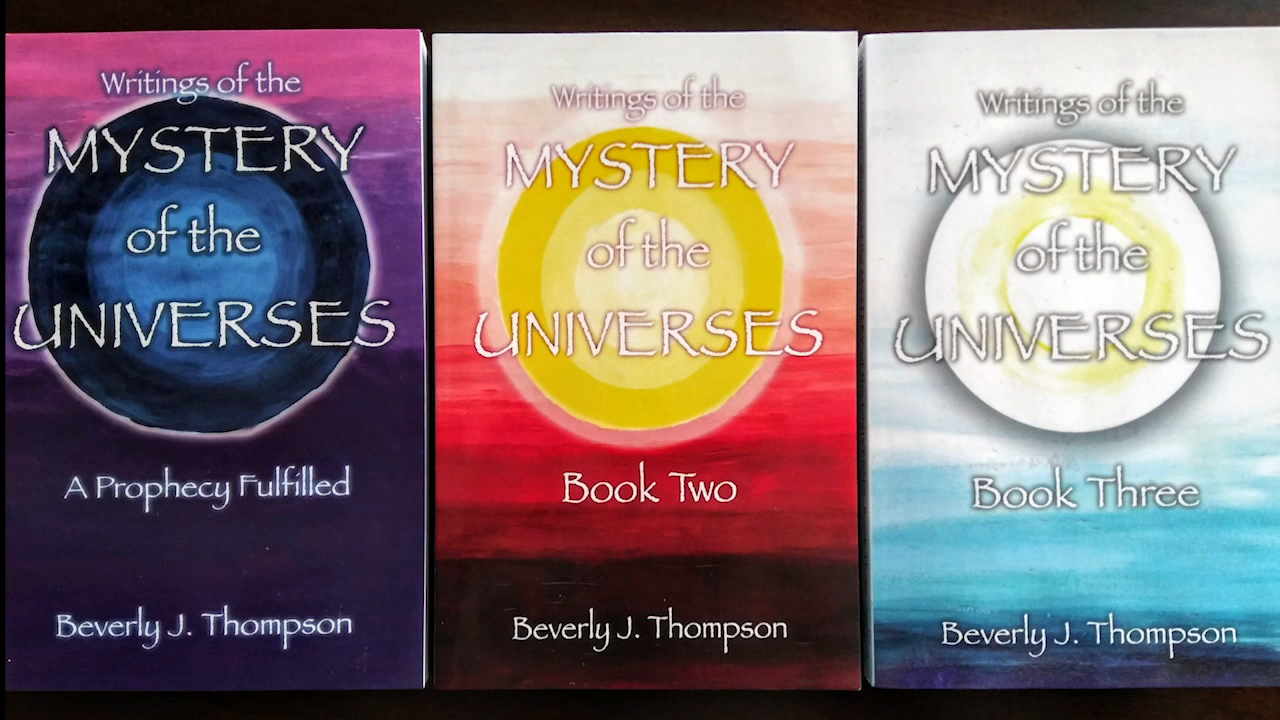 Writings of the
MYSTERY
of the
UNIVERSES
A Prophecy Fulfilled
Beverly J. Thompson
Writings of the
MYSTERY
of the
UNIVERSES
Book Two
Beverly J. Thompson
Writings of the
MYSTERY
of the
UNIVERSES
Book Three
Beverly J. Thompson